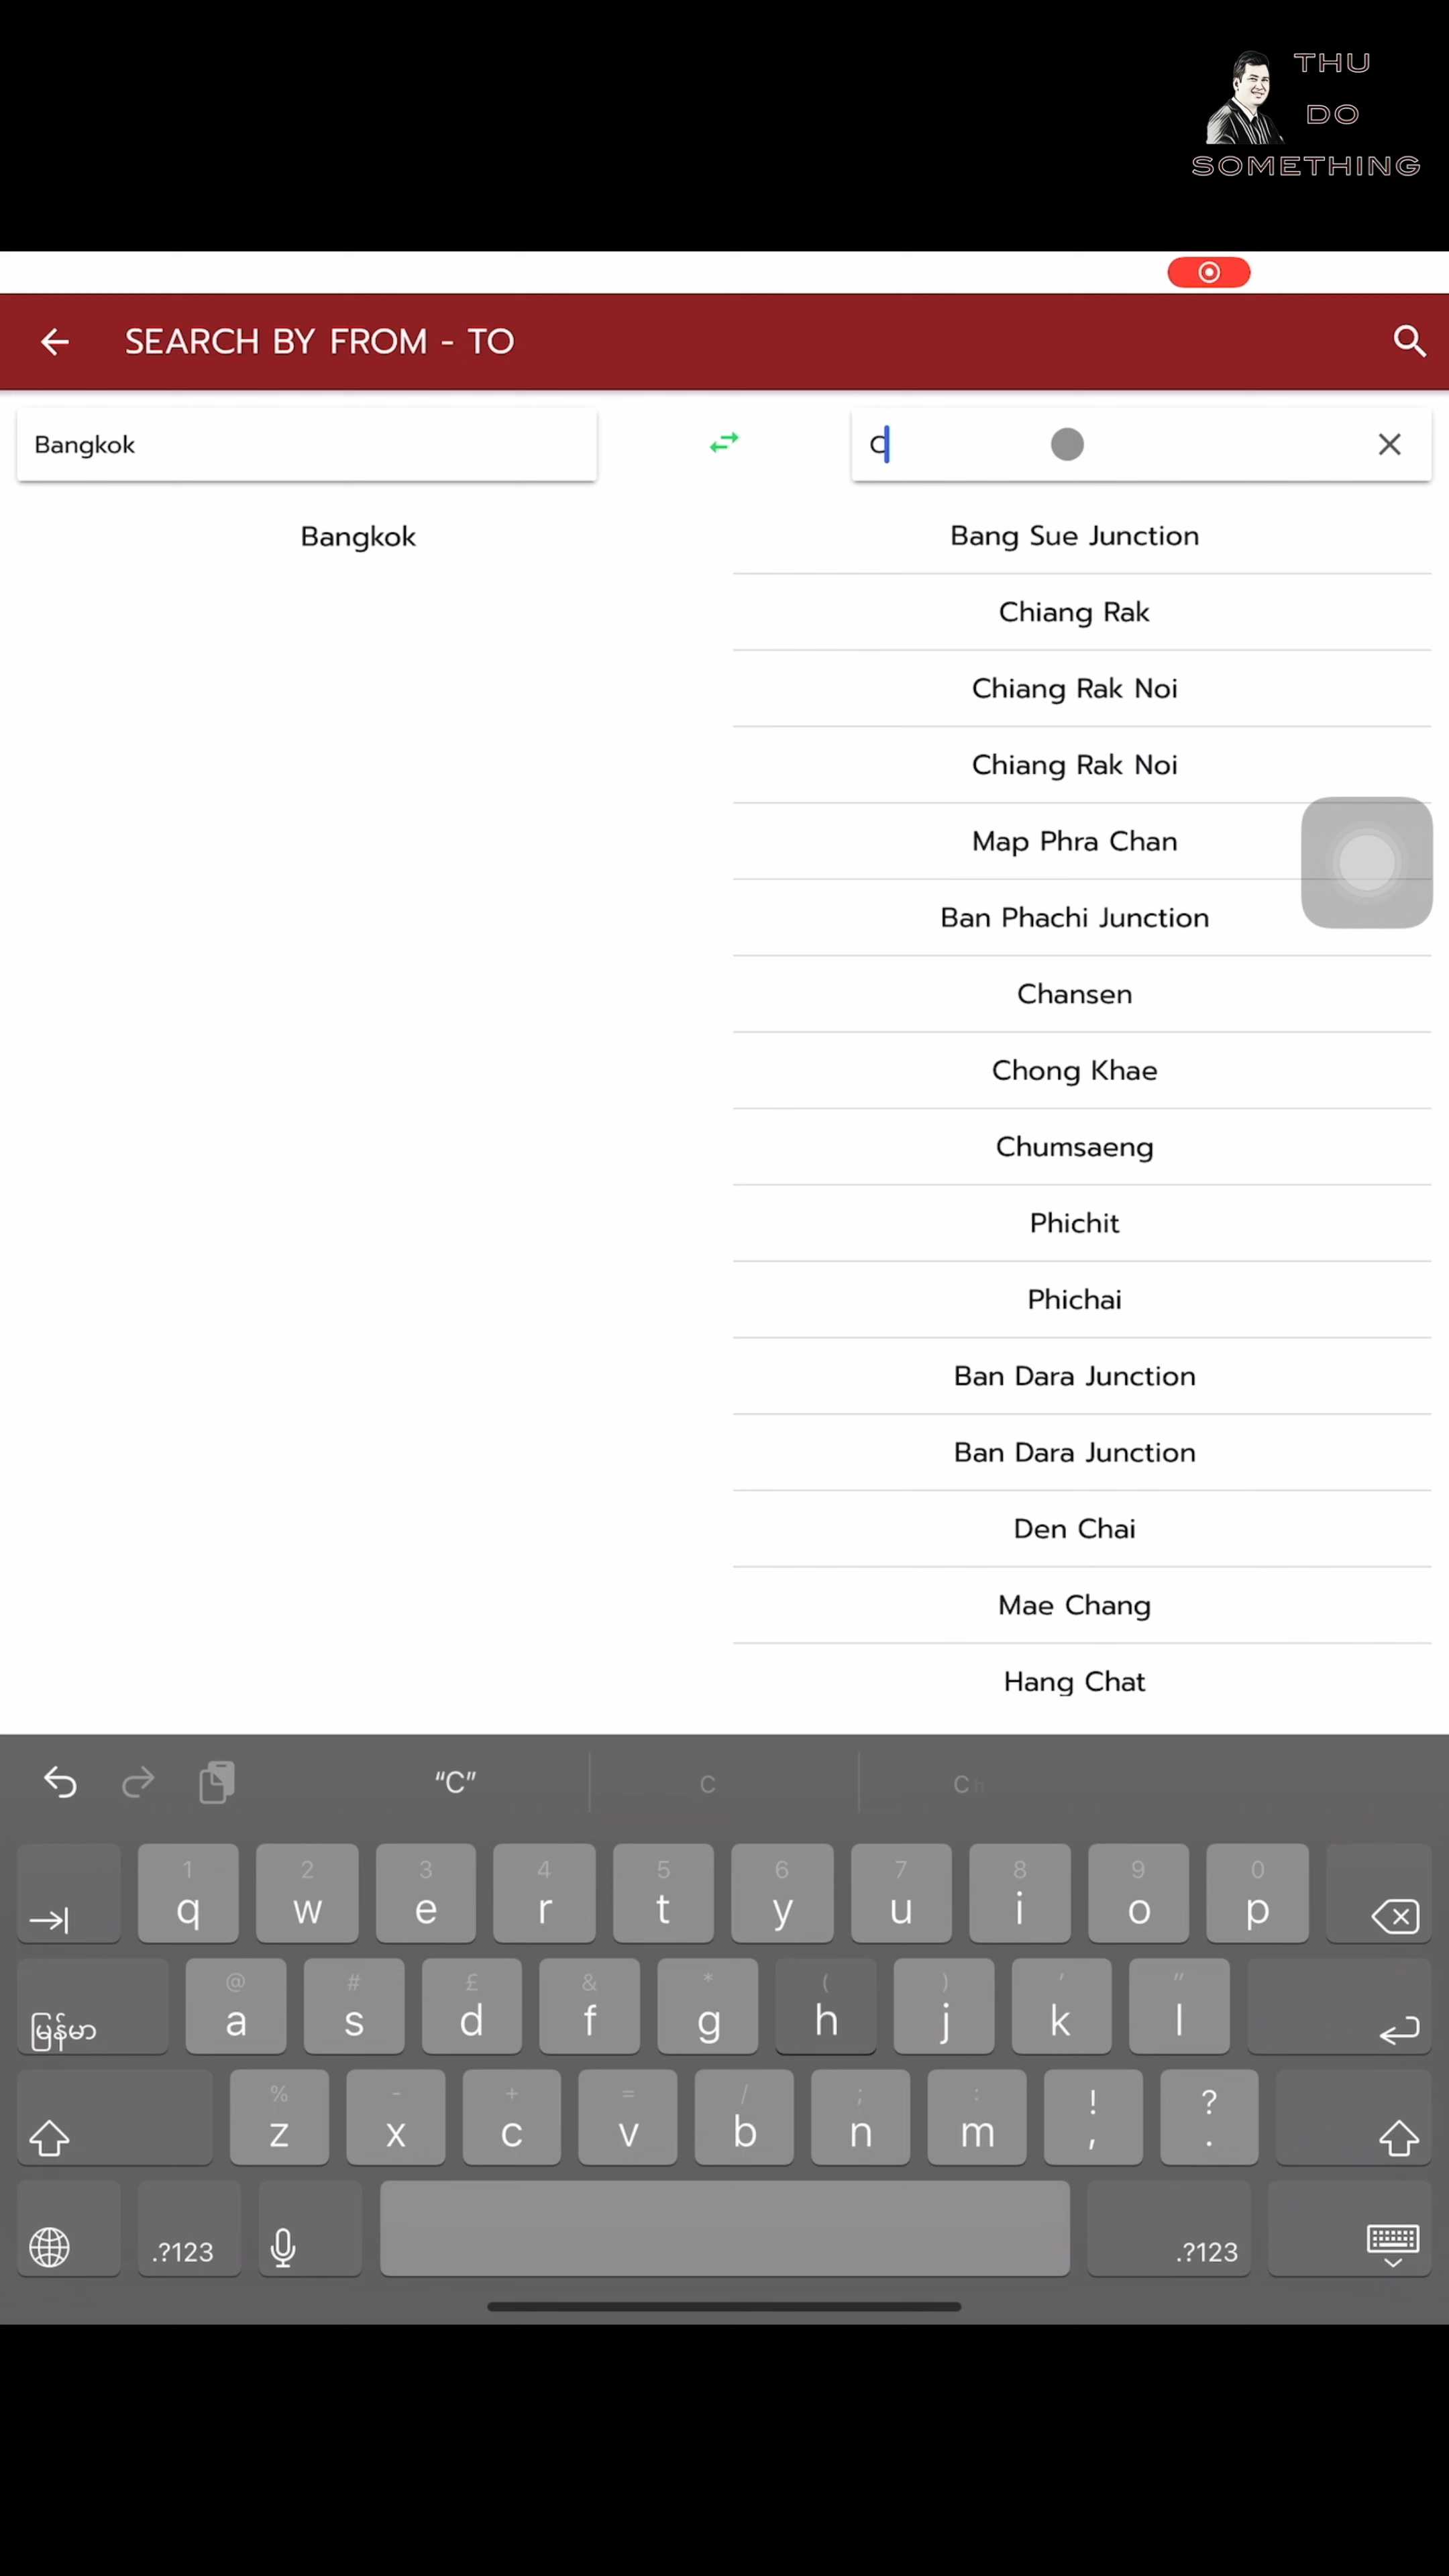 THU
DO
SOMETHING
SEARCH BY FROM - TO
Bangkok
C
Bangkok
Bang Sue Junction
Chiang Rak
Chiang Rak Noi
Chiang Rak Noi
Map Phra Chan
Ban Phachi Junction
Chansen
Chong Khae
Chumsaeng
Phichit
Phichai
Ban Dara Junction
Ban Dara Junction
Den Chai
Mae Chang
Hang Chat
“C” C Ch
1 2 3 4 5 6 7 8 9 0
q w e r t y u i o p
@ # £ & * ( ) ' "
မြန်မာ a s d f g h j k l
% - + = / ; : ! ?
z x c v b n m , .
.?123 .?123